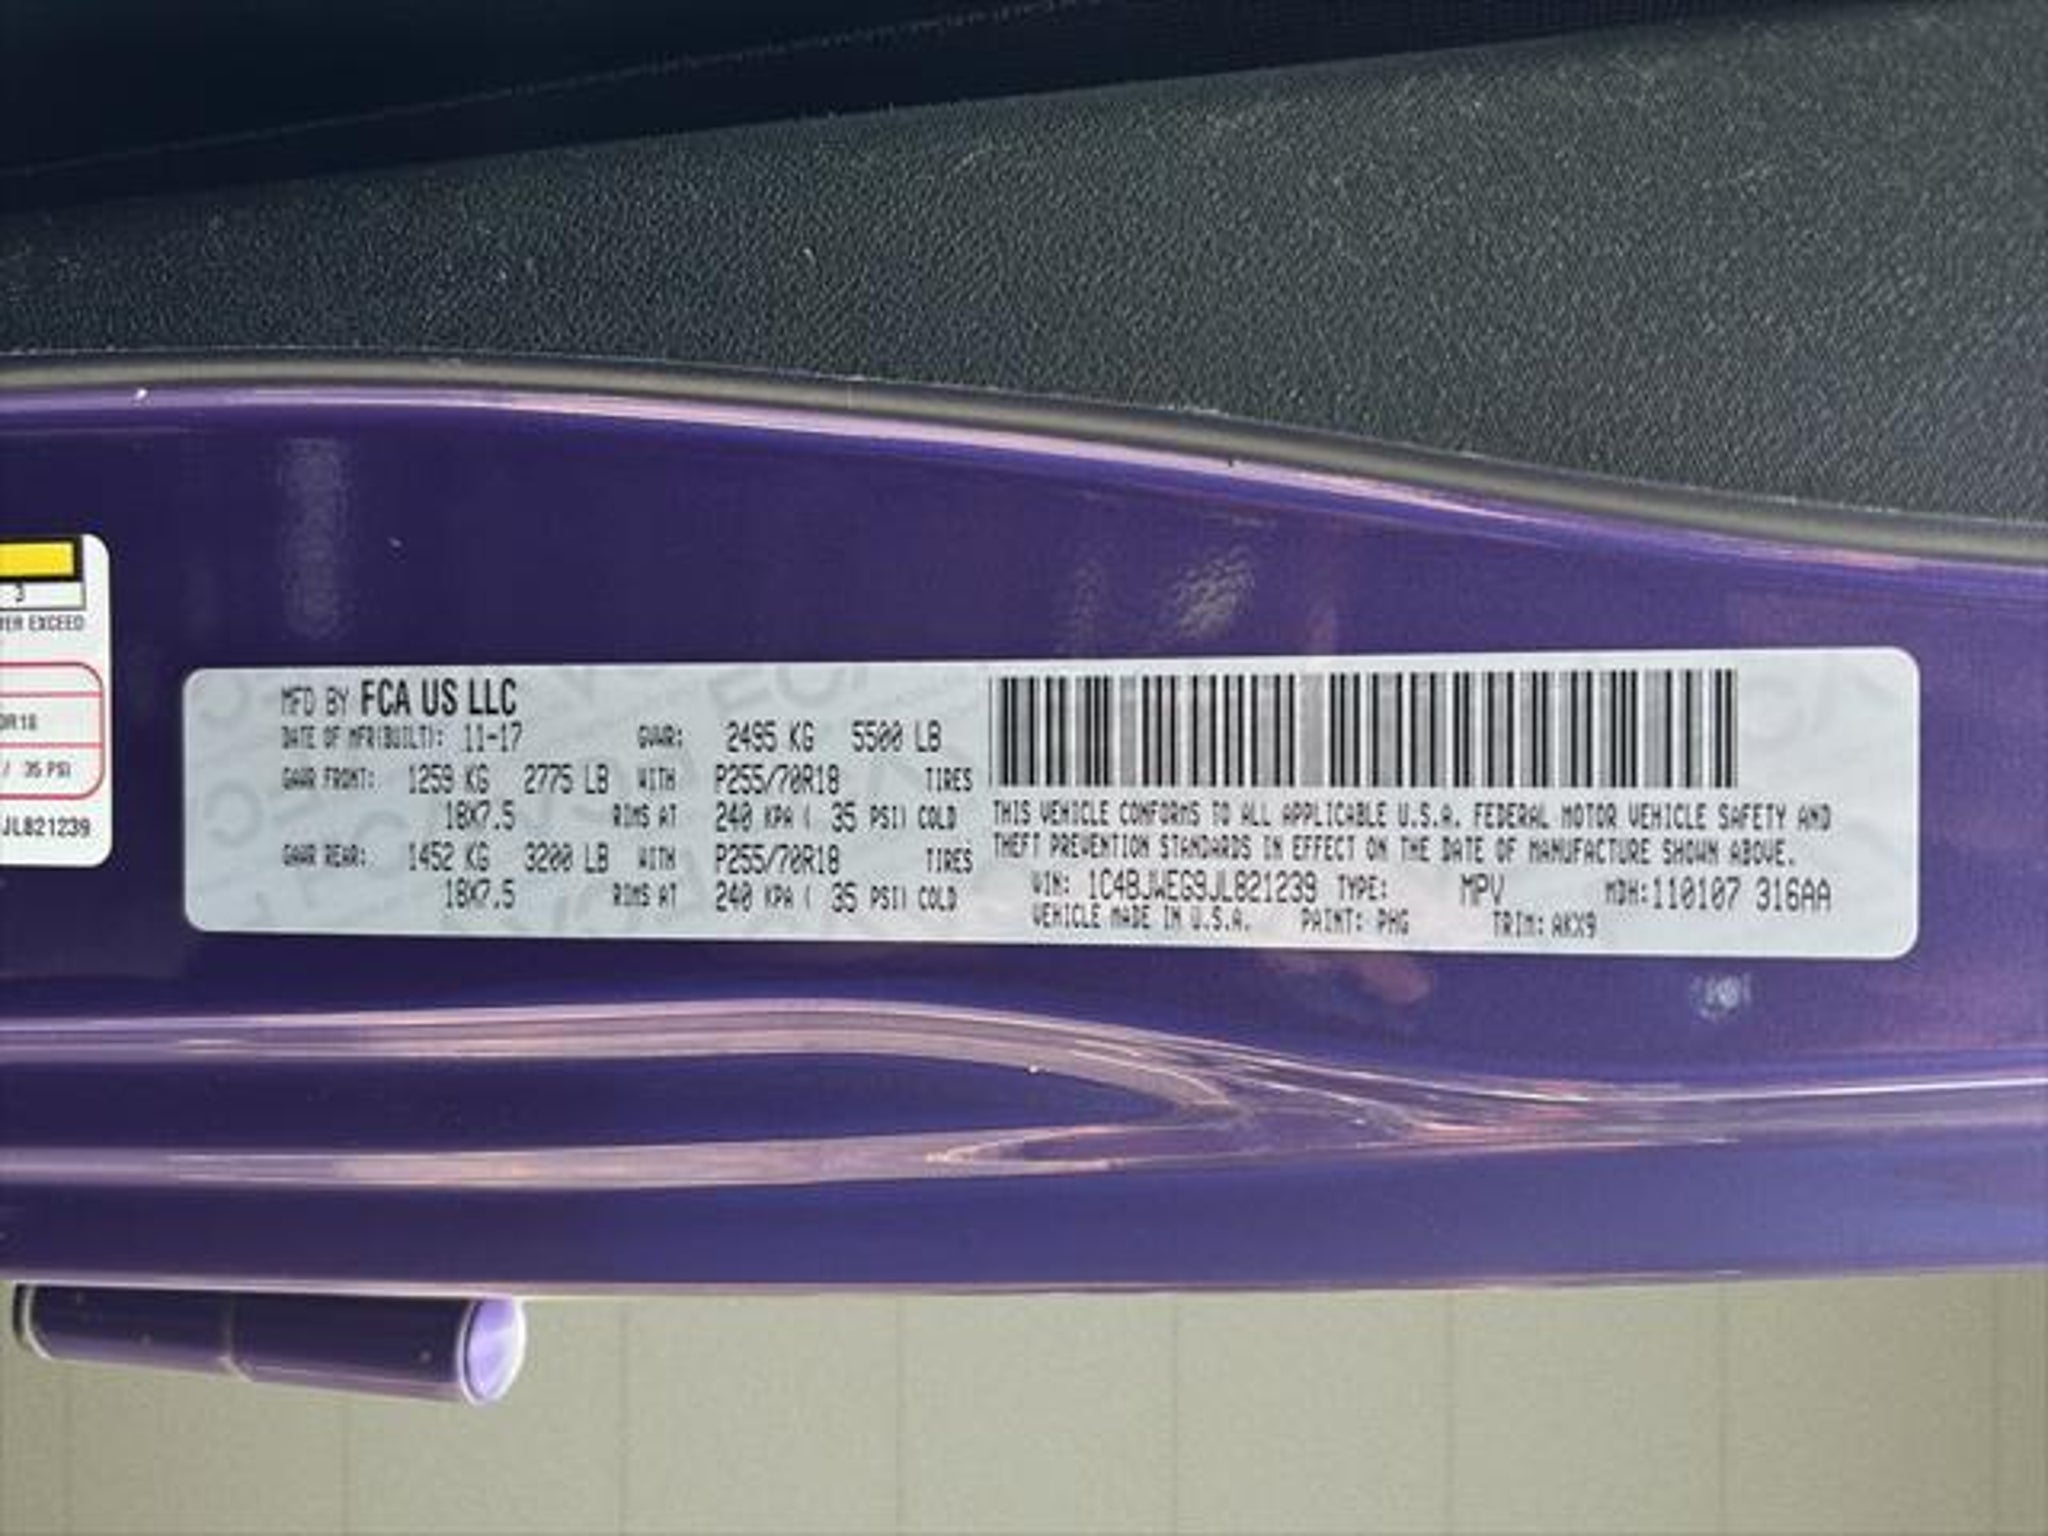 3
ER EXCEED
0R18
/ 35 PSI
JL821239
MFD BY FCA US LLC
DATE OF MFR(BUILT): 11-17 GVWR: 2495 KG 5500 LB
GAWR FRONT: 1259 KG 2775 LB WITH P255/70R18 TIRES
18X7.5 RIMS AT 240 KPA ( 35 PSI) COLD
GAWR REAR: 1452 KG 3200 LB WITH P255/70R18 TIRES
18X7.5 RIMS AT 240 KPA ( 35 PSI) COLD
THIS VEHICLE CONFORMS TO ALL APPLICABLE U.S.A. FEDERAL MOTOR VEHICLE SAFETY AND
THEFT PREVENTION STANDARDS IN EFFECT ON THE DATE OF MANUFACTURE SHOWN ABOVE.
VIN: 1C4BJWEG9JL821239 TYPE: MPV MDH: 110107 316AA
VEHICLE MADE IN U.S.A. PAINT: PHG TRIM: AKX9